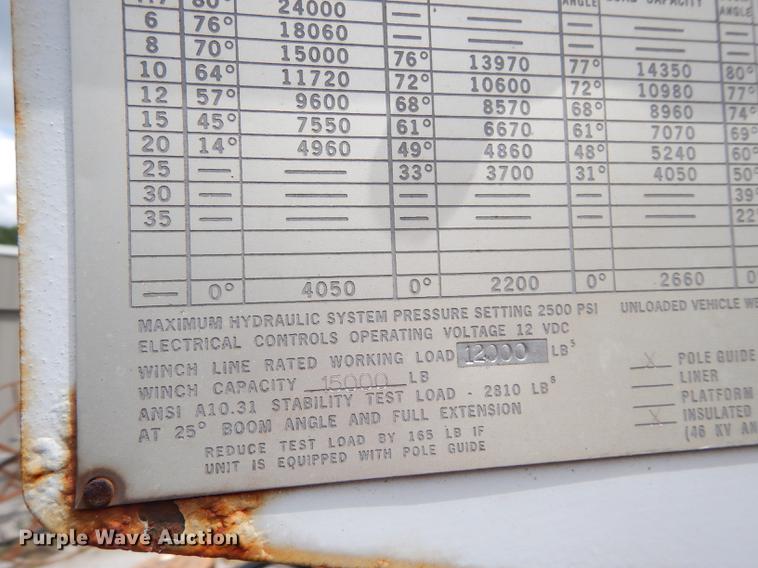 80° 24000 — — ANGLE
6 76° 18060 — — — — ANGLE
8 70° 15000 — — — — —
10 64° 11720 76° 13970 77° 14350 80°
12 57° 9600 72° 10600 72° 10980 77°
15 45° 7550 68° 8570 68° 8960 74°
20 14° 4960 61° 6670 61° 7070 69°
25 — — 49° 4860 48° 5240 60°
30 — — 33° 3700 31° 4050 50°
35 — — — — — — 39°
— — — — 22°
— 0° 4050 0° 2200 0° 2660 0
MAXIMUM HYDRAULIC SYSTEM PRESSURE SETTING 2500 PSI UNLOADED VEHICLE WE
ELECTRICAL CONTROLS OPERATING VOLTAGE 12 VDC
WINCH LINE RATED WORKING LOAD 12000 LBS
WINCH CAPACITY 15000 LB
ANSI A10.31 STABILITY TEST LOAD - 2810 LBS
AT 25° BOOM ANGLE AND FULL EXTENSION
REDUCE TEST LOAD BY 165 LB IF
UNIT IS EQUIPPED WITH POLE GUIDE
X POLE GUIDE
LINER
PLATFORM
X INSULATED
(46 KV AN
Purple Wave Auction